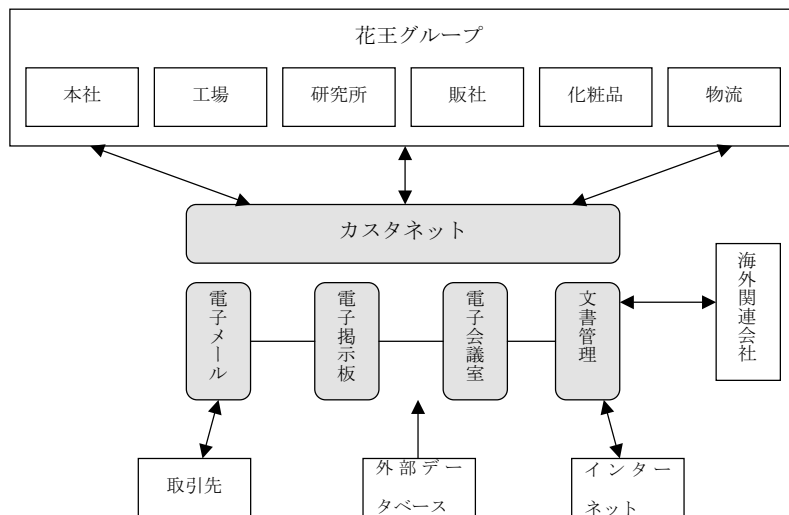 花王グループ
本社
工場
研究所
販社
化粧品
物流
カスタネット
電子メール
電子掲示板
電子会議室
文書管理
海外関連会社
取引先
外部デー
タベース
インター
ネット